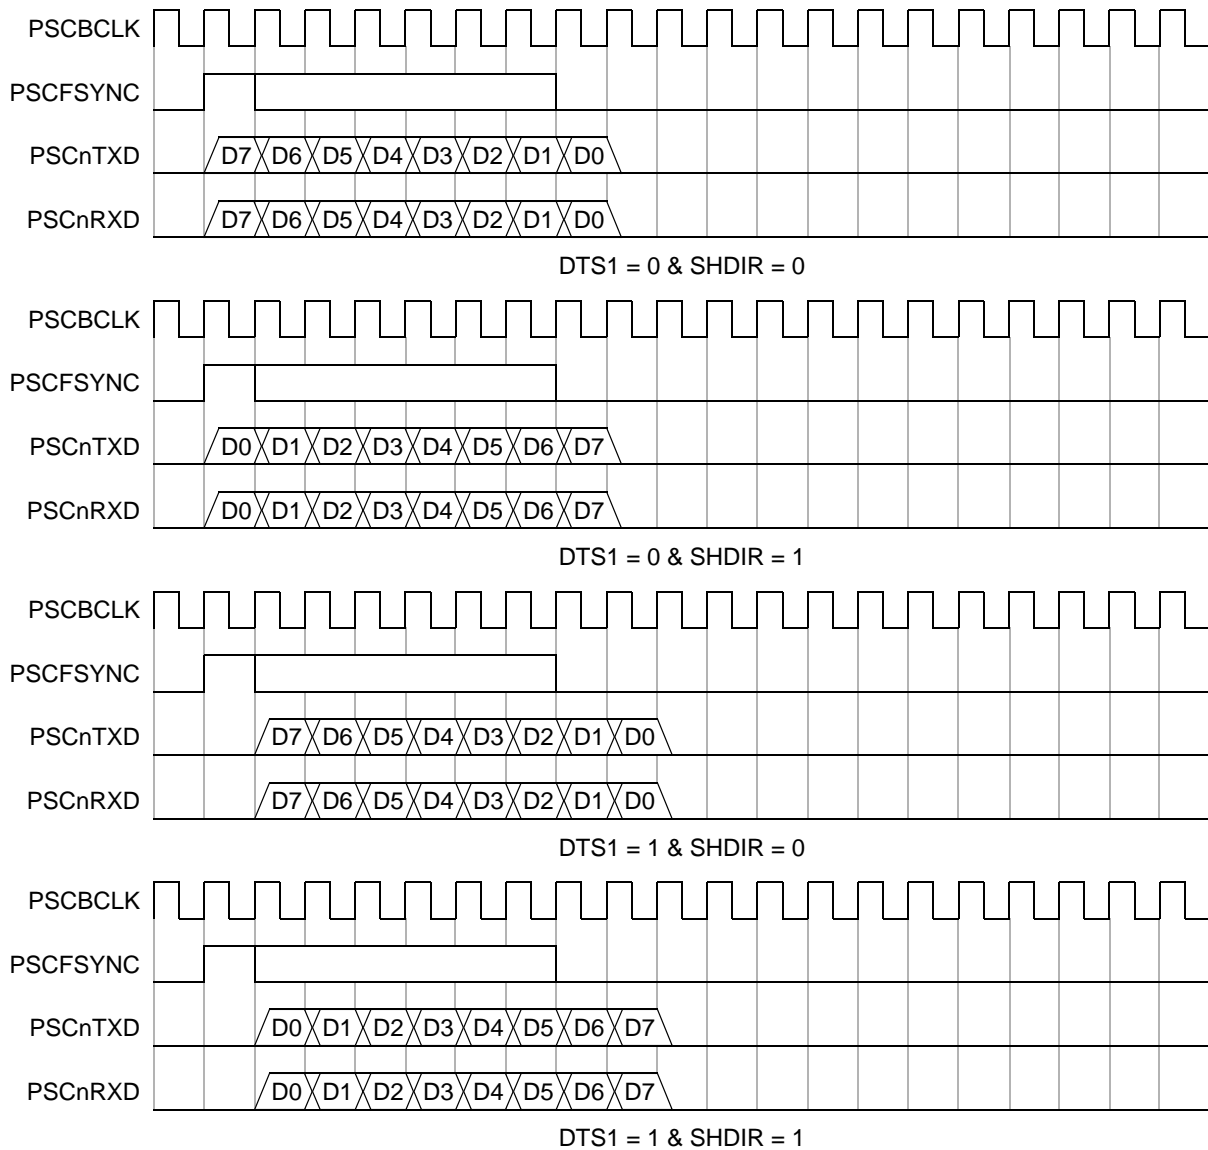 PSCBCLK
PSCFSYNC
PSCnTXD D7 D6 D5 D4 D3 D2 D1 D0
PSCnRXD D7 D6 D5 D4 D3 D2 D1 D0
DTS1 = 0 & SHDIR = 0
PSCBCLK
PSCFSYNC
PSCnTXD D0 D1 D2 D3 D4 D5 D6 D7
PSCnRXD D0 D1 D2 D3 D4 D5 D6 D7
DTS1 = 0 & SHDIR = 1
PSCBCLK
PSCFSYNC
PSCnTXD D7 D6 D5 D4 D3 D2 D1 D0
PSCnRXD D7 D6 D5 D4 D3 D2 D1 D0
DTS1 = 1 & SHDIR = 0
PSCBCLK
PSCFSYNC
PSCnTXD D0 D1 D2 D3 D4 D5 D6 D7
PSCnRXD D0 D1 D2 D3 D4 D5 D6 D7
DTS1 = 1 & SHDIR = 1